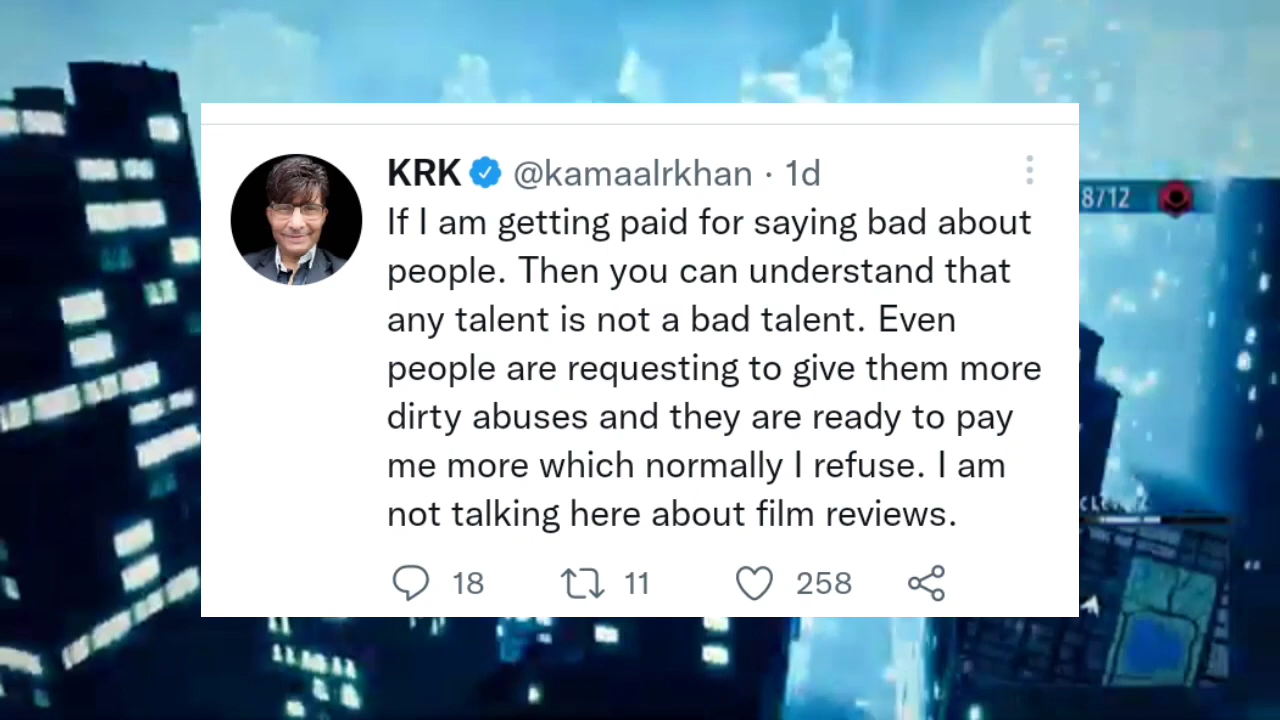 KRK @kamaalrkhan · 1d
8/12
If I am getting paid for saying bad about
people. Then you can understand that
any talent is not a bad talent. Even
people are requesting to give them more
dirty abuses and they are ready to pay
me more which normally I refuse. I am
not talking here about film reviews.
18 11 258